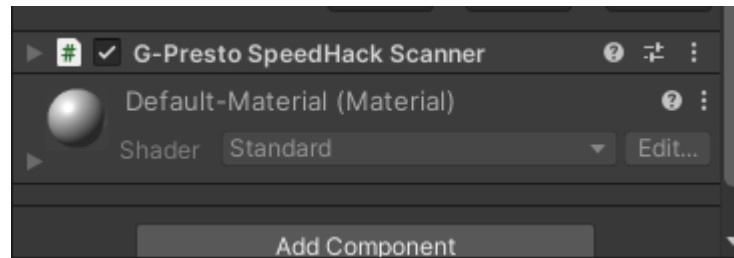 G-Presto SpeedHack Scanner
Default-Material (Material)
Shader Standard Edit...
Add Component